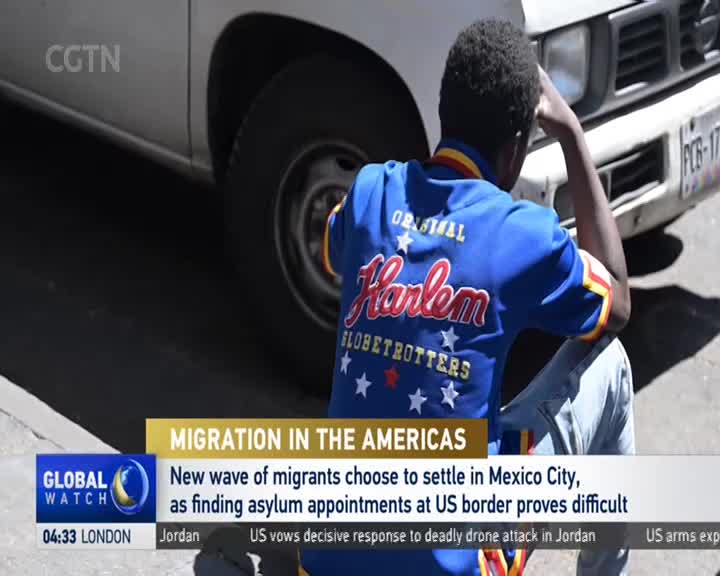 CGTN
PCB-17
ORIGINAL
Harlem
GLOBETROTTERS
MIGRATION IN THE AMERICAS
New wave of migrants choose to settle in Mexico City,
as finding asylum appointments at US border proves difficult
GLOBAL
WATCH
04:33 LONDON
Jordan US vows decisive response to deadly drone attack in Jordan US arms exp